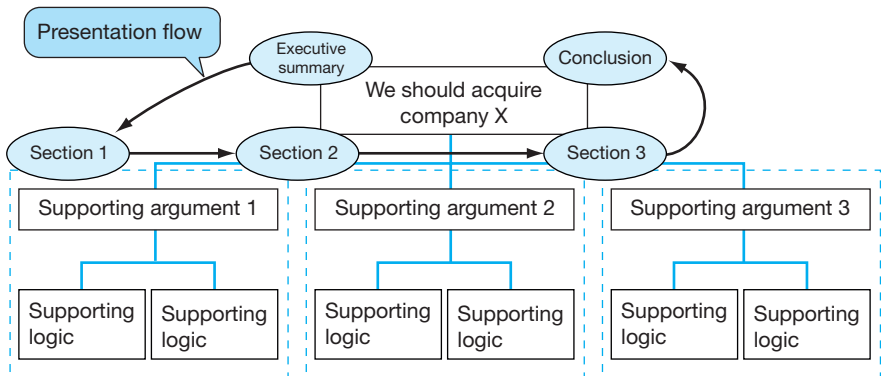 Presentation flow
Executive
summary
Conclusion
We should acquire
company X
Section 1
Section 2
Section 3
Supporting argument 1
Supporting argument 2
Supporting argument 3
Supporting
logic
Supporting
logic
Supporting
logic
Supporting
logic
Supporting
logic
Supporting
logic